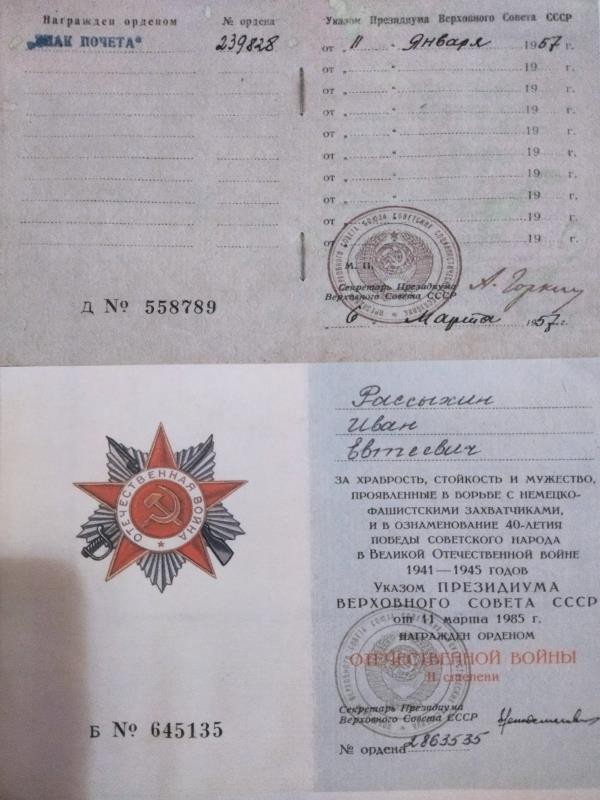 Награжден орденом № ордена
"ЗНАК ПОЧЕТА" 239828
Указом Президиума Верховного Совета СССР
от „ 11 " Января 1957 г.
от „ " 19 г.
от „ " 19 г.
от „ " 19 г.
от „ " 19 г.
от „ " 19 г.
от „ " 19 г.
от „ " 19 г.
от „ " 19 г.
от „ " 19 г.
М. П.
Секретарь Президиума
Верховного Совета СССР А. Горкин
6 Марта 1957 г.
Д № 558789
ОТЕЧЕСТВЕННАЯ ВОЙНА
Б № 645135
Рассыхин
Иван
Евтеевич
ЗА ХРАБРОСТЬ, СТОЙКОСТЬ И МУЖЕСТВО,
ПРОЯВЛЕННЫЕ В БОРЬБЕ С НЕМЕЦКО-
ФАШИСТСКИМИ ЗАХВАТЧИКАМИ,
И В ОЗНАМЕНОВАНИЕ 40-ЛЕТИЯ
ПОБЕДЫ СОВЕТСКОГО НАРОДА
В ВЕЛИКОЙ ОТЕЧЕСТВЕННОЙ ВОЙНЕ
1941—1945 ГОДОВ
УКАЗОМ ПРЕЗИДИУМА
ВЕРХОВНОГО СОВЕТА СССР
от 11 марта 1985 г.
НАГРАЖДЕН ОРДЕНОМ
ОТЕЧЕСТВЕННОЙ ВОЙНЫ
II степени
Секретарь Президиума
Верховного Совета СССР
№ ордена 2863535